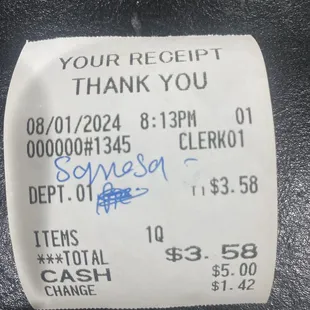 YOUR RECEIPT
THANK YOU
08/01/2024 8:13PM 01
000000#1345 CLERK01
Samosa -
DEPT.01 T1 $3.58
ITEMS 1Q
***TOTAL $3.58
CASH $5.00
CHANGE $1.42